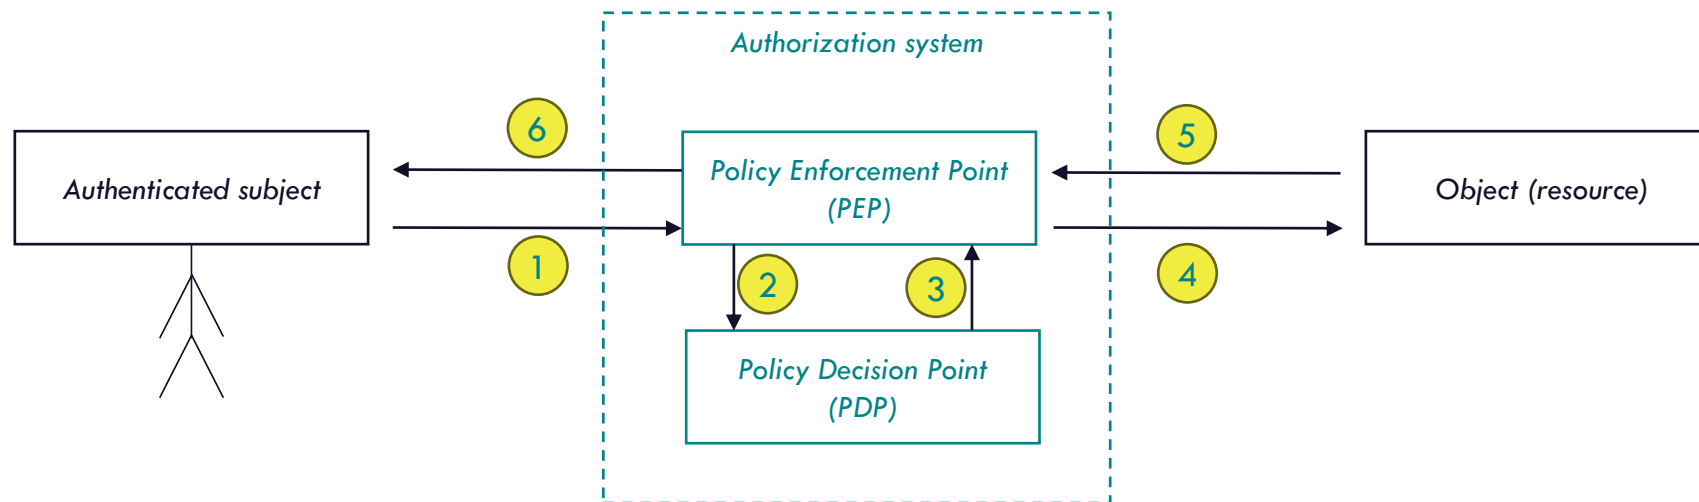 Authorization system
6
5
Authenticated subject
Policy Enforcement Point
(PEP)
Object (resource)
1
2
3
4
Policy Decision Point
(PDP)